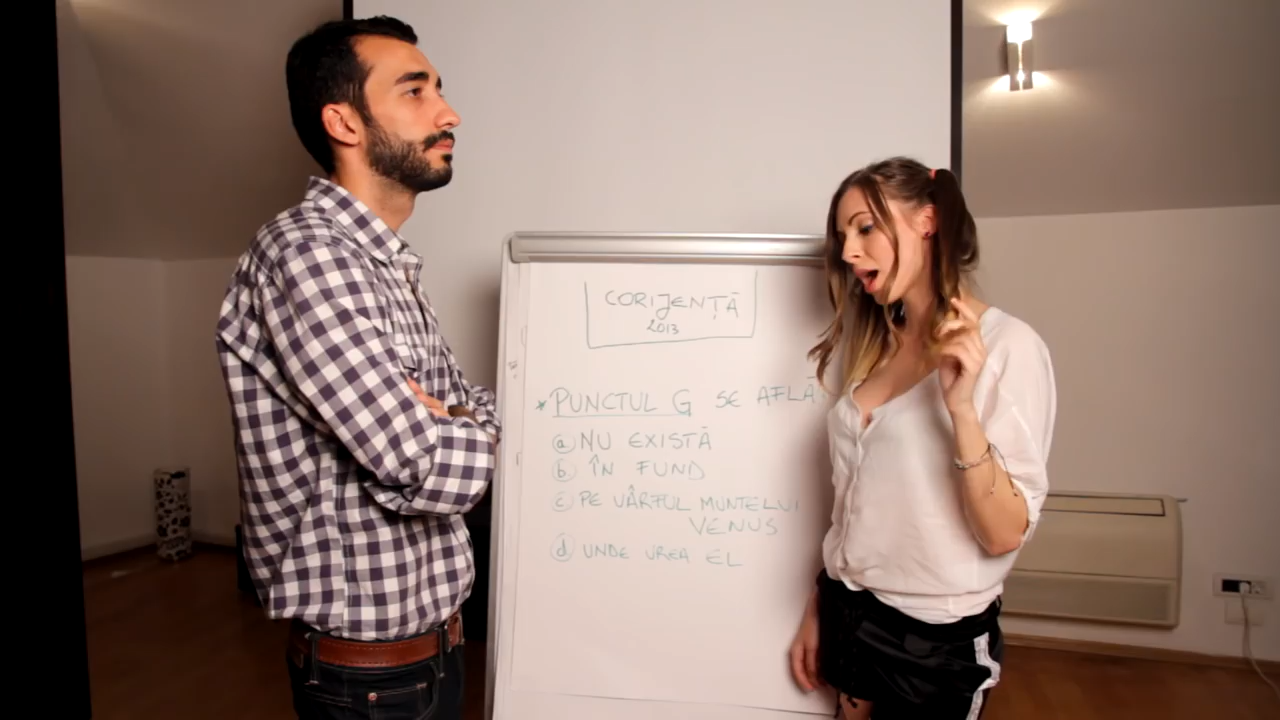 CORIJENȚĂ
2013
* PUNCTUL G SE AFLĂ
ⓐ NU EXISTĂ
ⓑ ÎN FUND
ⓒ PE VÂRFUL MUNTELUI
VENUS
ⓓ UNDE VREA EL